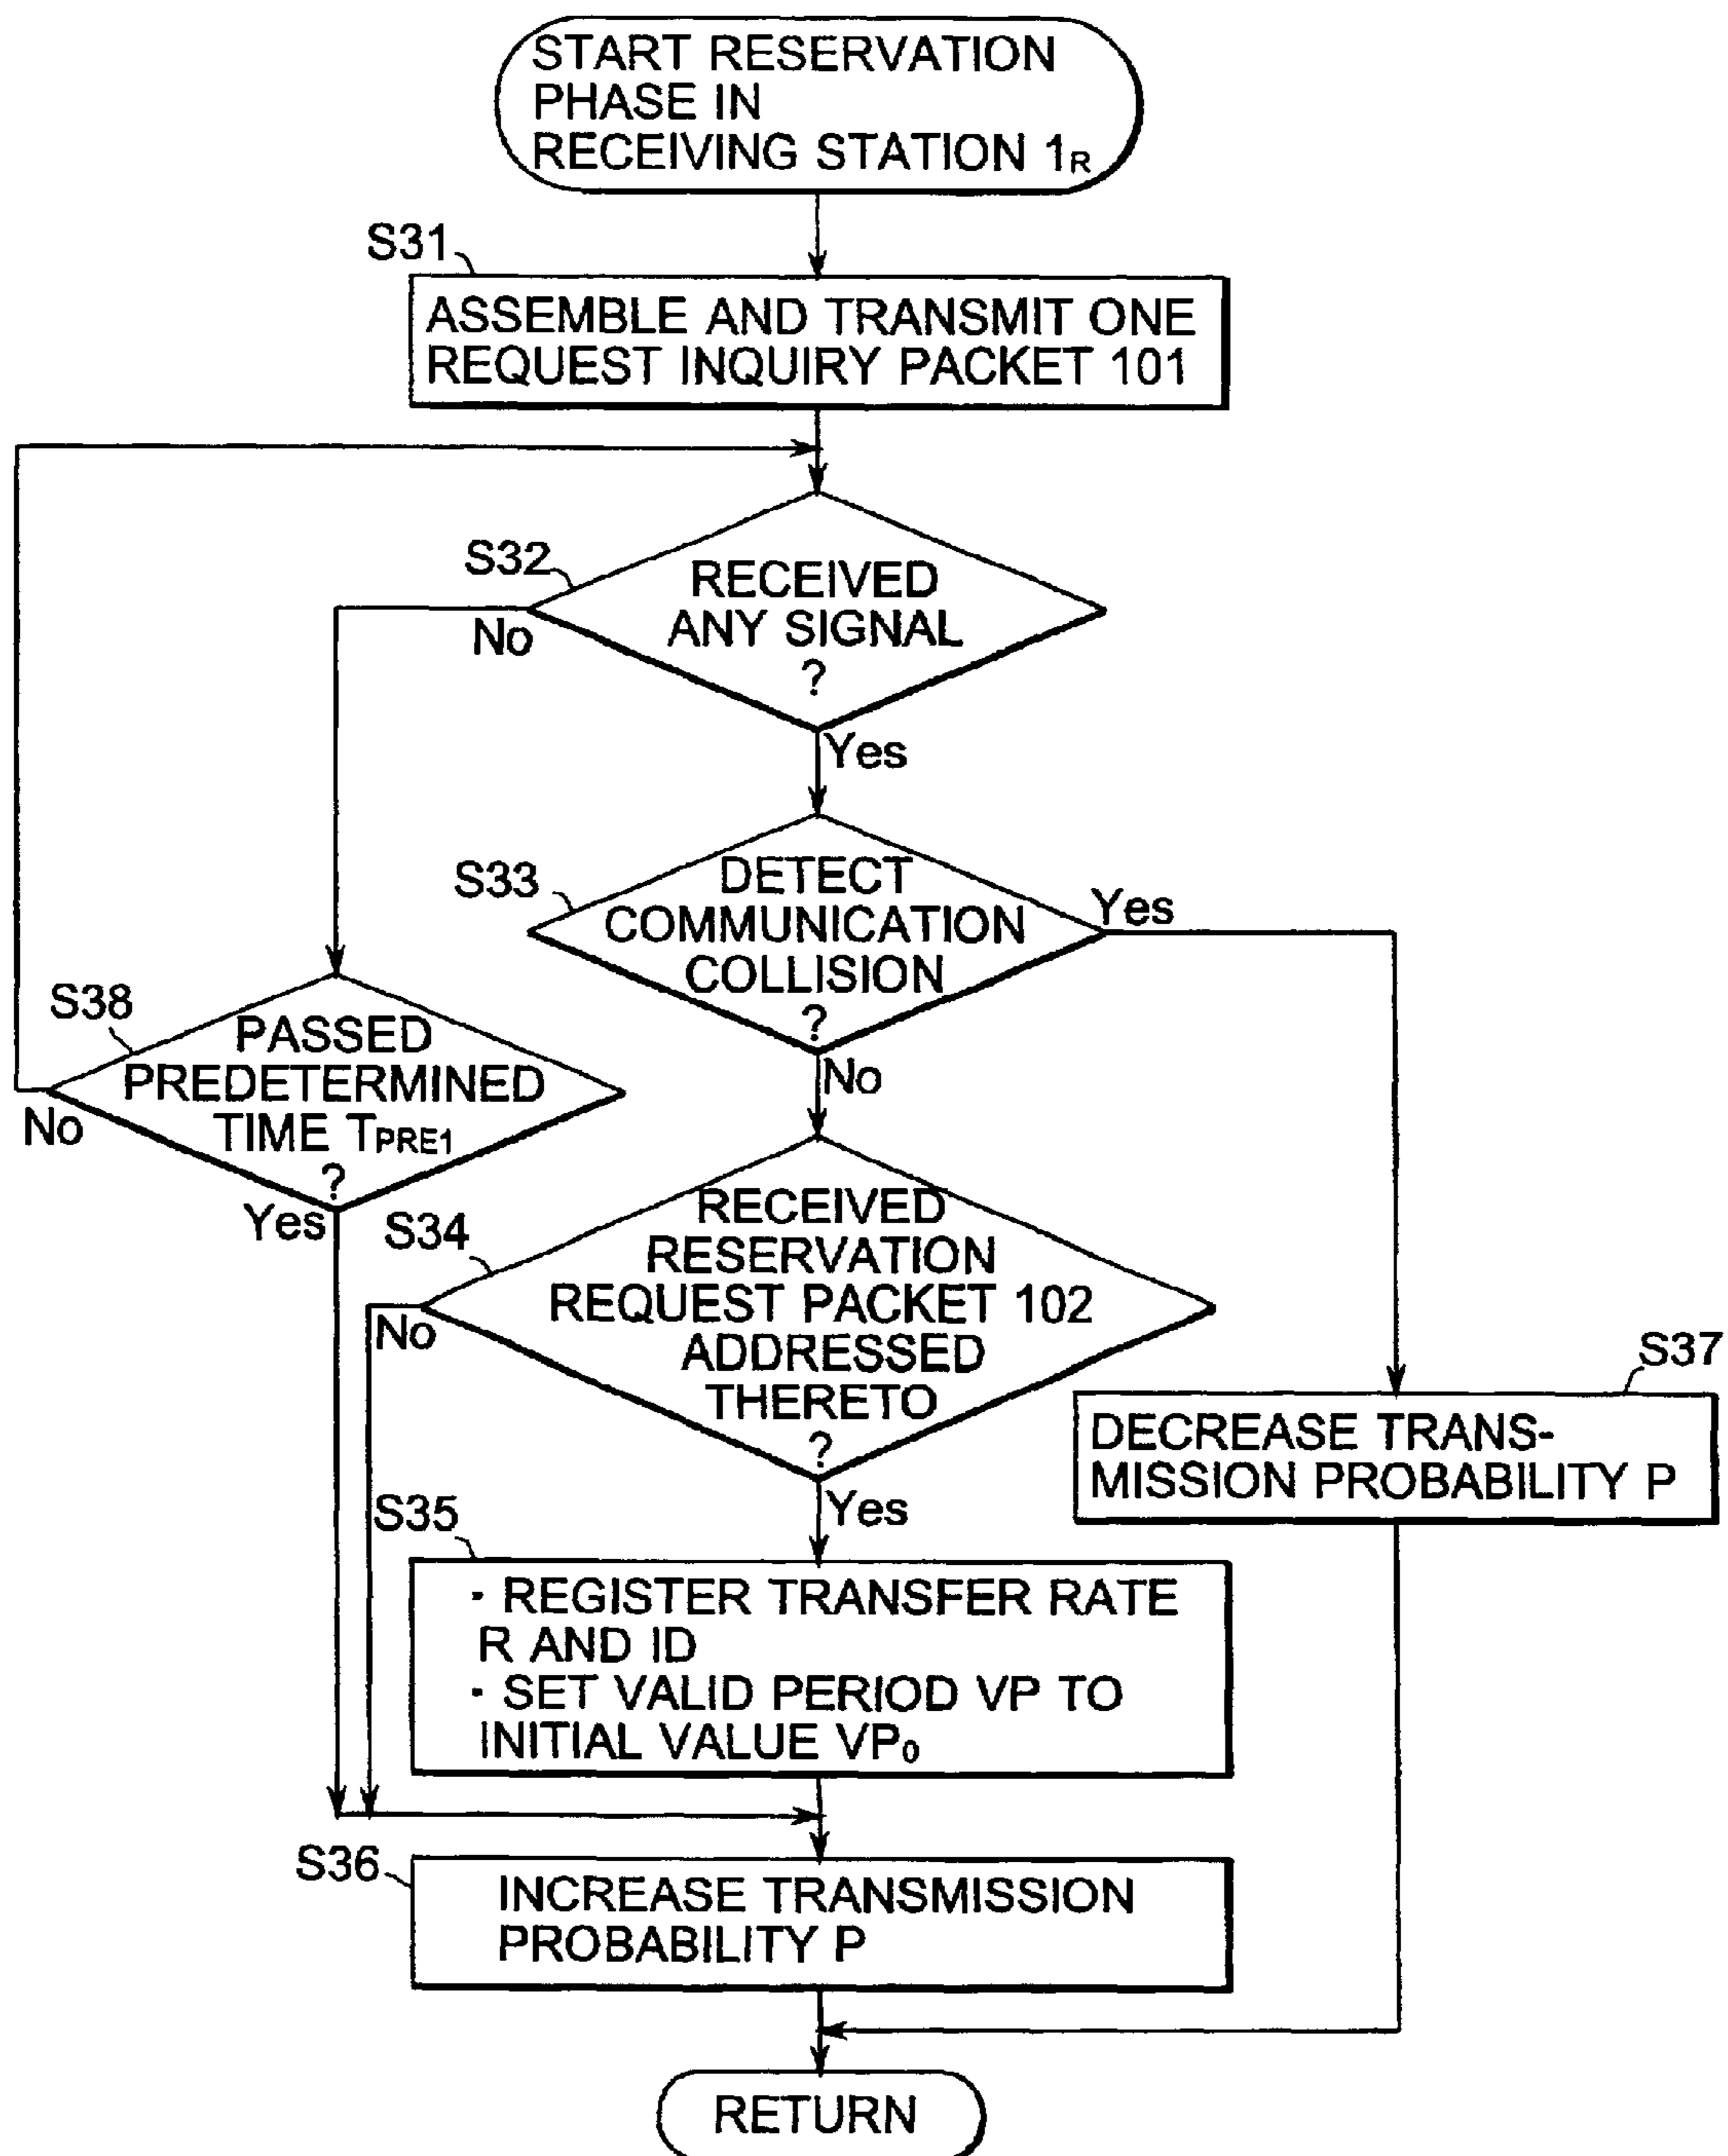 START RESERVATION
PHASE IN
RECEIVING STATION 1R
S31
ASSEMBLE AND TRANSMIT ONE
REQUEST INQUIRY PACKET 101
S32
RECEIVED
ANY SIGNAL
?
No
Yes
S33
DETECT
COMMUNICATION
COLLISION
?
Yes
No
S38
PASSED
PREDETERMINED
TIME TPRE1
?
No
Yes
S34
RECEIVED
RESERVATION
REQUEST PACKET 102
ADDRESSED
THERETO
?
No
Yes
S37
DECREASE TRANS-
MISSION PROBABILITY P
S35
· REGISTER TRANSFER RATE
R AND ID
· SET VALID PERIOD VP TO
INITIAL VALUE VP0
S36
INCREASE TRANSMISSION
PROBABILITY P
RETURN